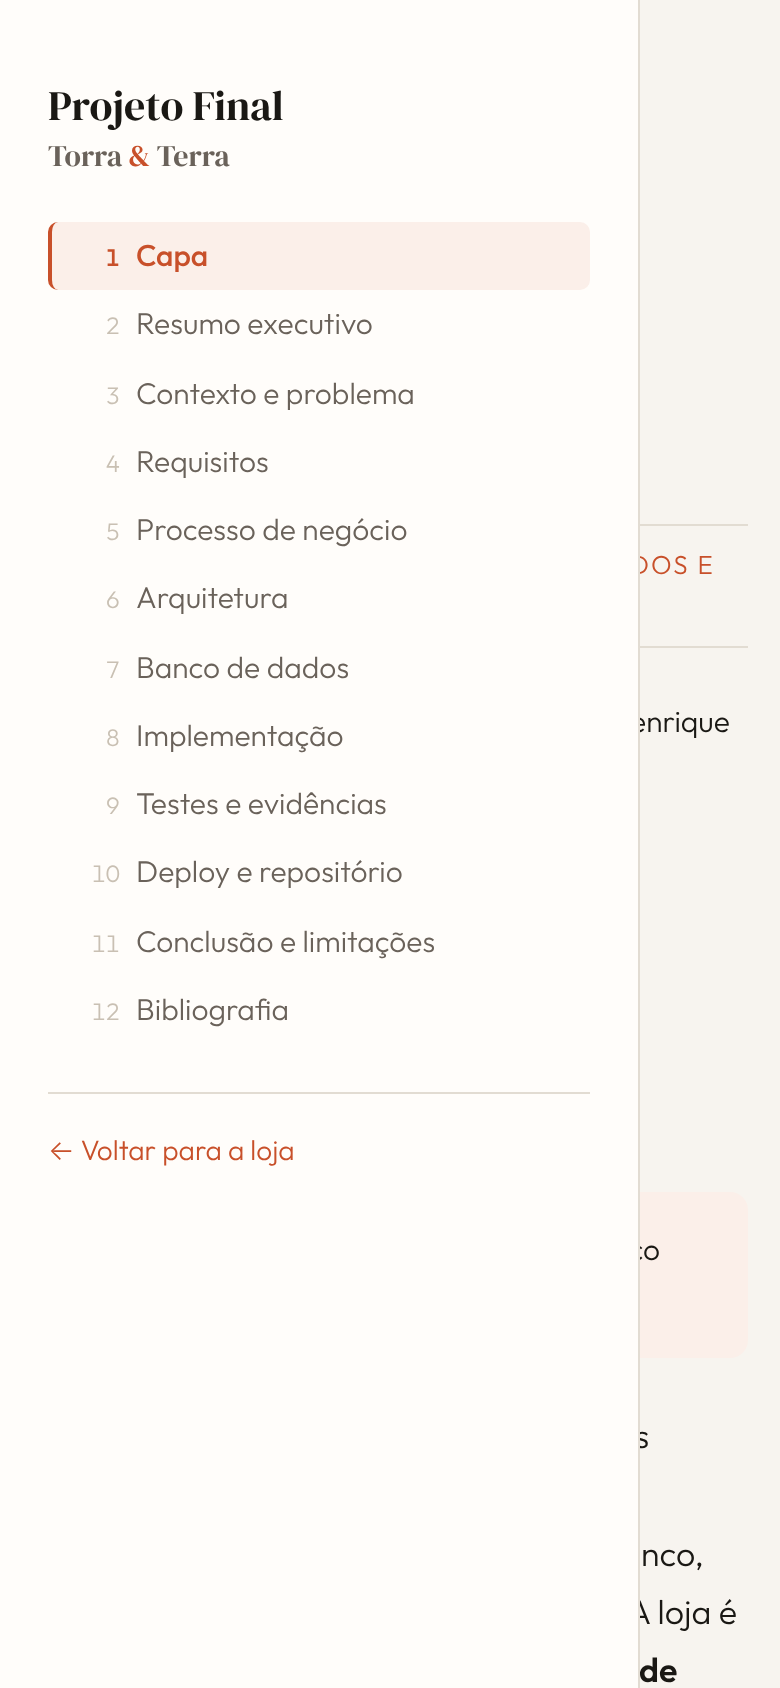 Projeto Final
Torra & Terra
1 Capa
2 Resumo executivo
3 Contexto e problema
4 Requisitos
5 Processo de negócio
6 Arquitetura
7 Banco de dados
8 Implementação
9 Testes e evidências
10 Deploy e repositório
11 Conclusão e limitações
12 Bibliografia
← Voltar para a loja
DOS E
enrique
co
s
nco,
A loja é
de